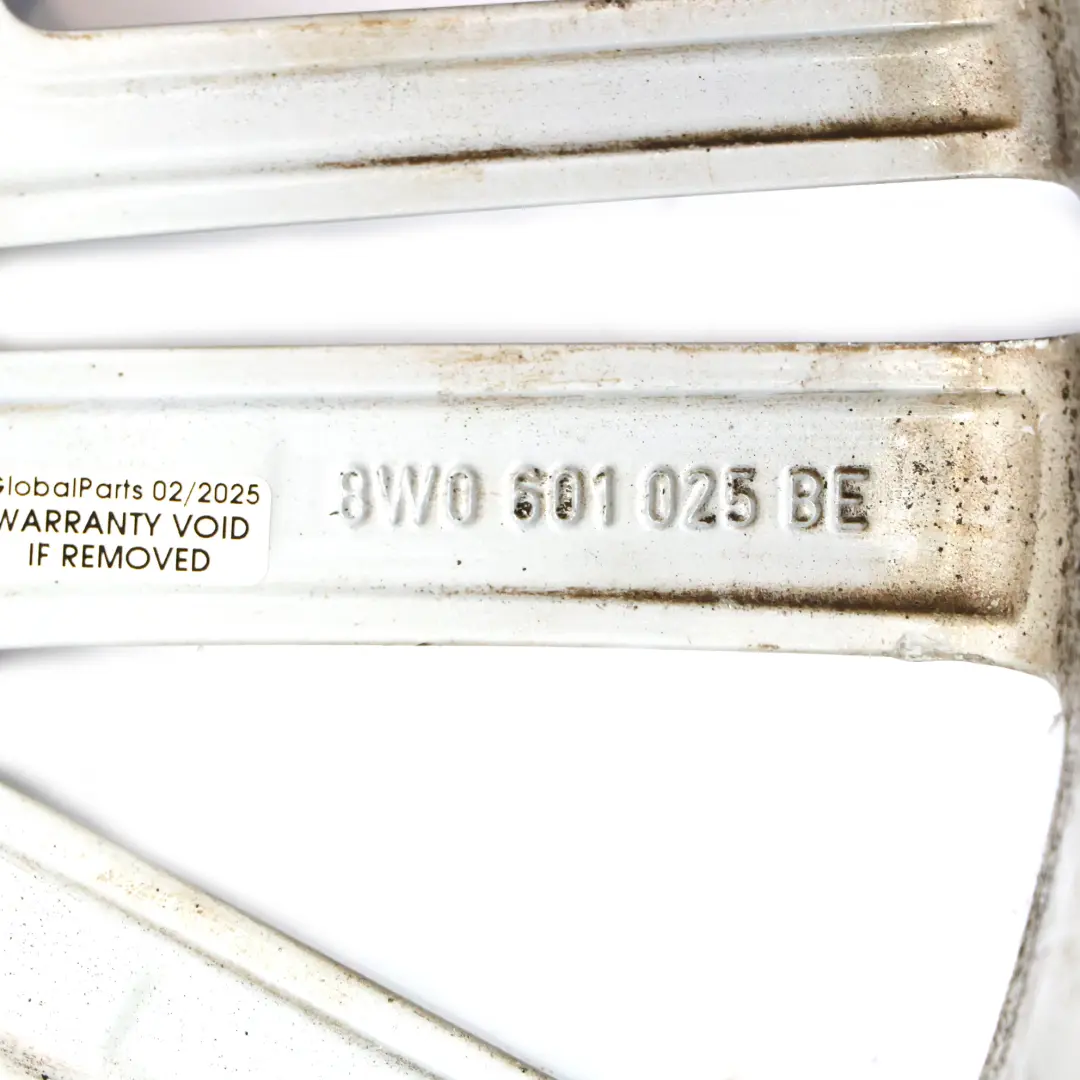 GlobalParts 02/2025
WARRANTY VOID
IF REMOVED
8W0 601 025 BE